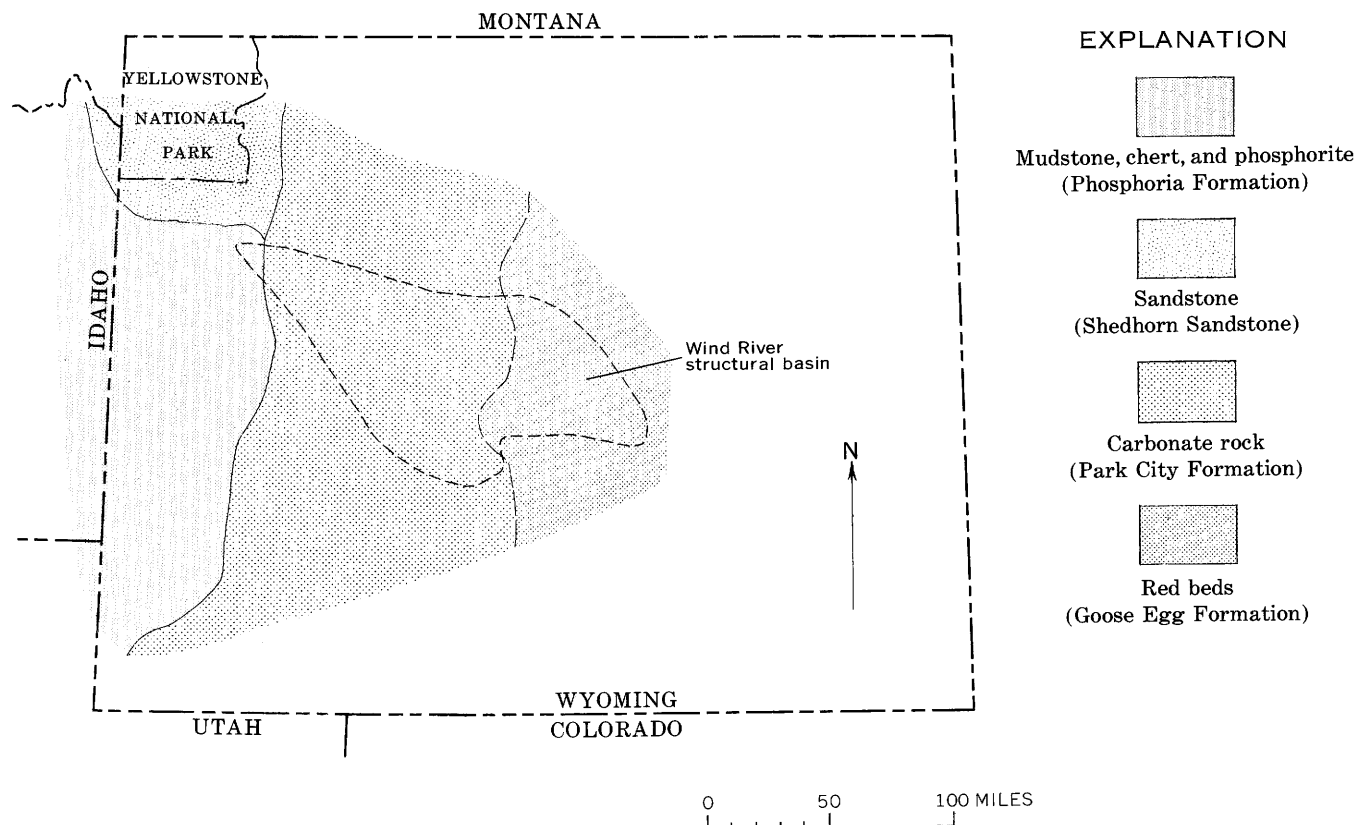 MONTANA
YELLOWSTONE
NATIONAL
PARK
IDAHO
Wind River
structural basin
N
WYOMING
UTAH
COLORADO
0 50 100 MILES
EXPLANATION
Mudstone, chert, and phosphorite
(Phosphoria Formation)
Sandstone
(Shedhorn Sandstone)
Carbonate rock
(Park City Formation)
Red beds
(Goose Egg Formation)